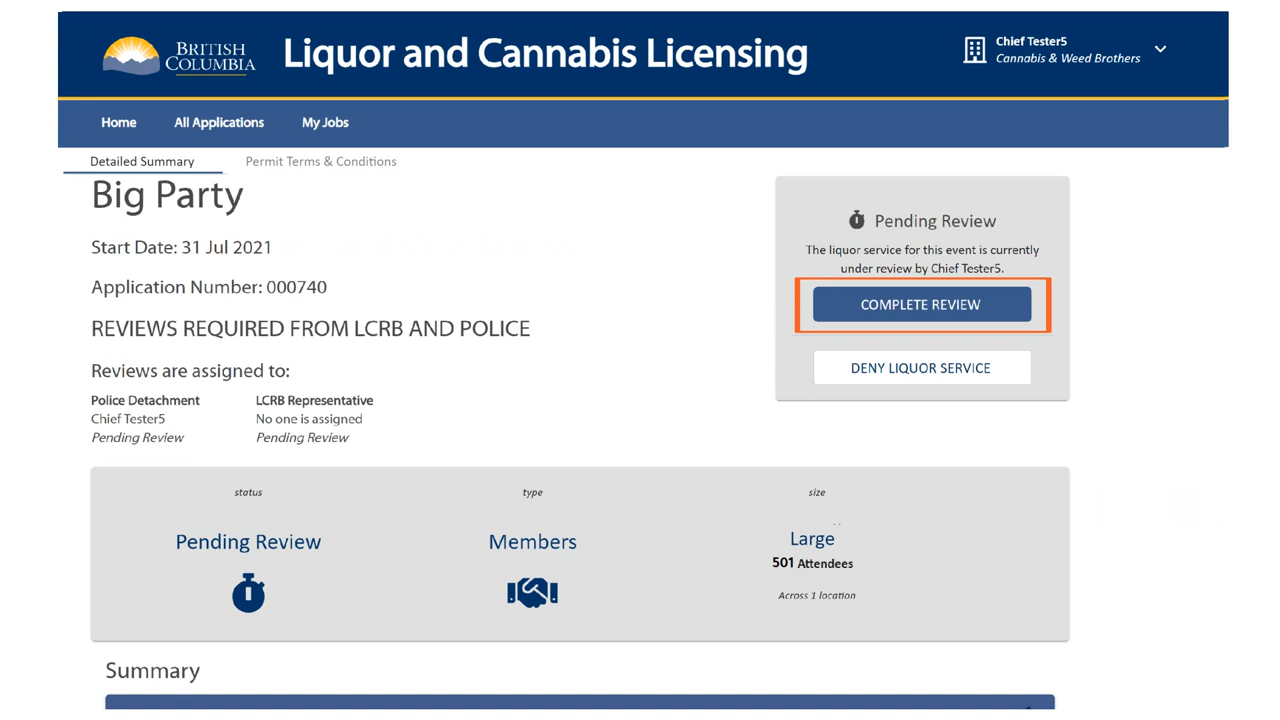 BRITISH
COLUMBIA
Liquor and Cannabis Licensing
Chief Tester5
Cannabis & Weed Brothers
Home All Applications My Jobs
Detailed Summary Permit Terms & Conditions
Big Party
Start Date: 31 Jul 2021
Application Number: 000740
REVIEWS REQUIRED FROM LCRB AND POLICE
Reviews are assigned to:
Police Detachment LCRB Representative
Chief Tester5 No one is assigned
Pending Review Pending Review
Pending Review
The liquor service for this event is currently
under review by Chief Tester5.
COMPLETE REVIEW
DENY LIQUOR SERVICE
status type size
Pending Review Members Large
501 Attendees
Across 1 location
Summary